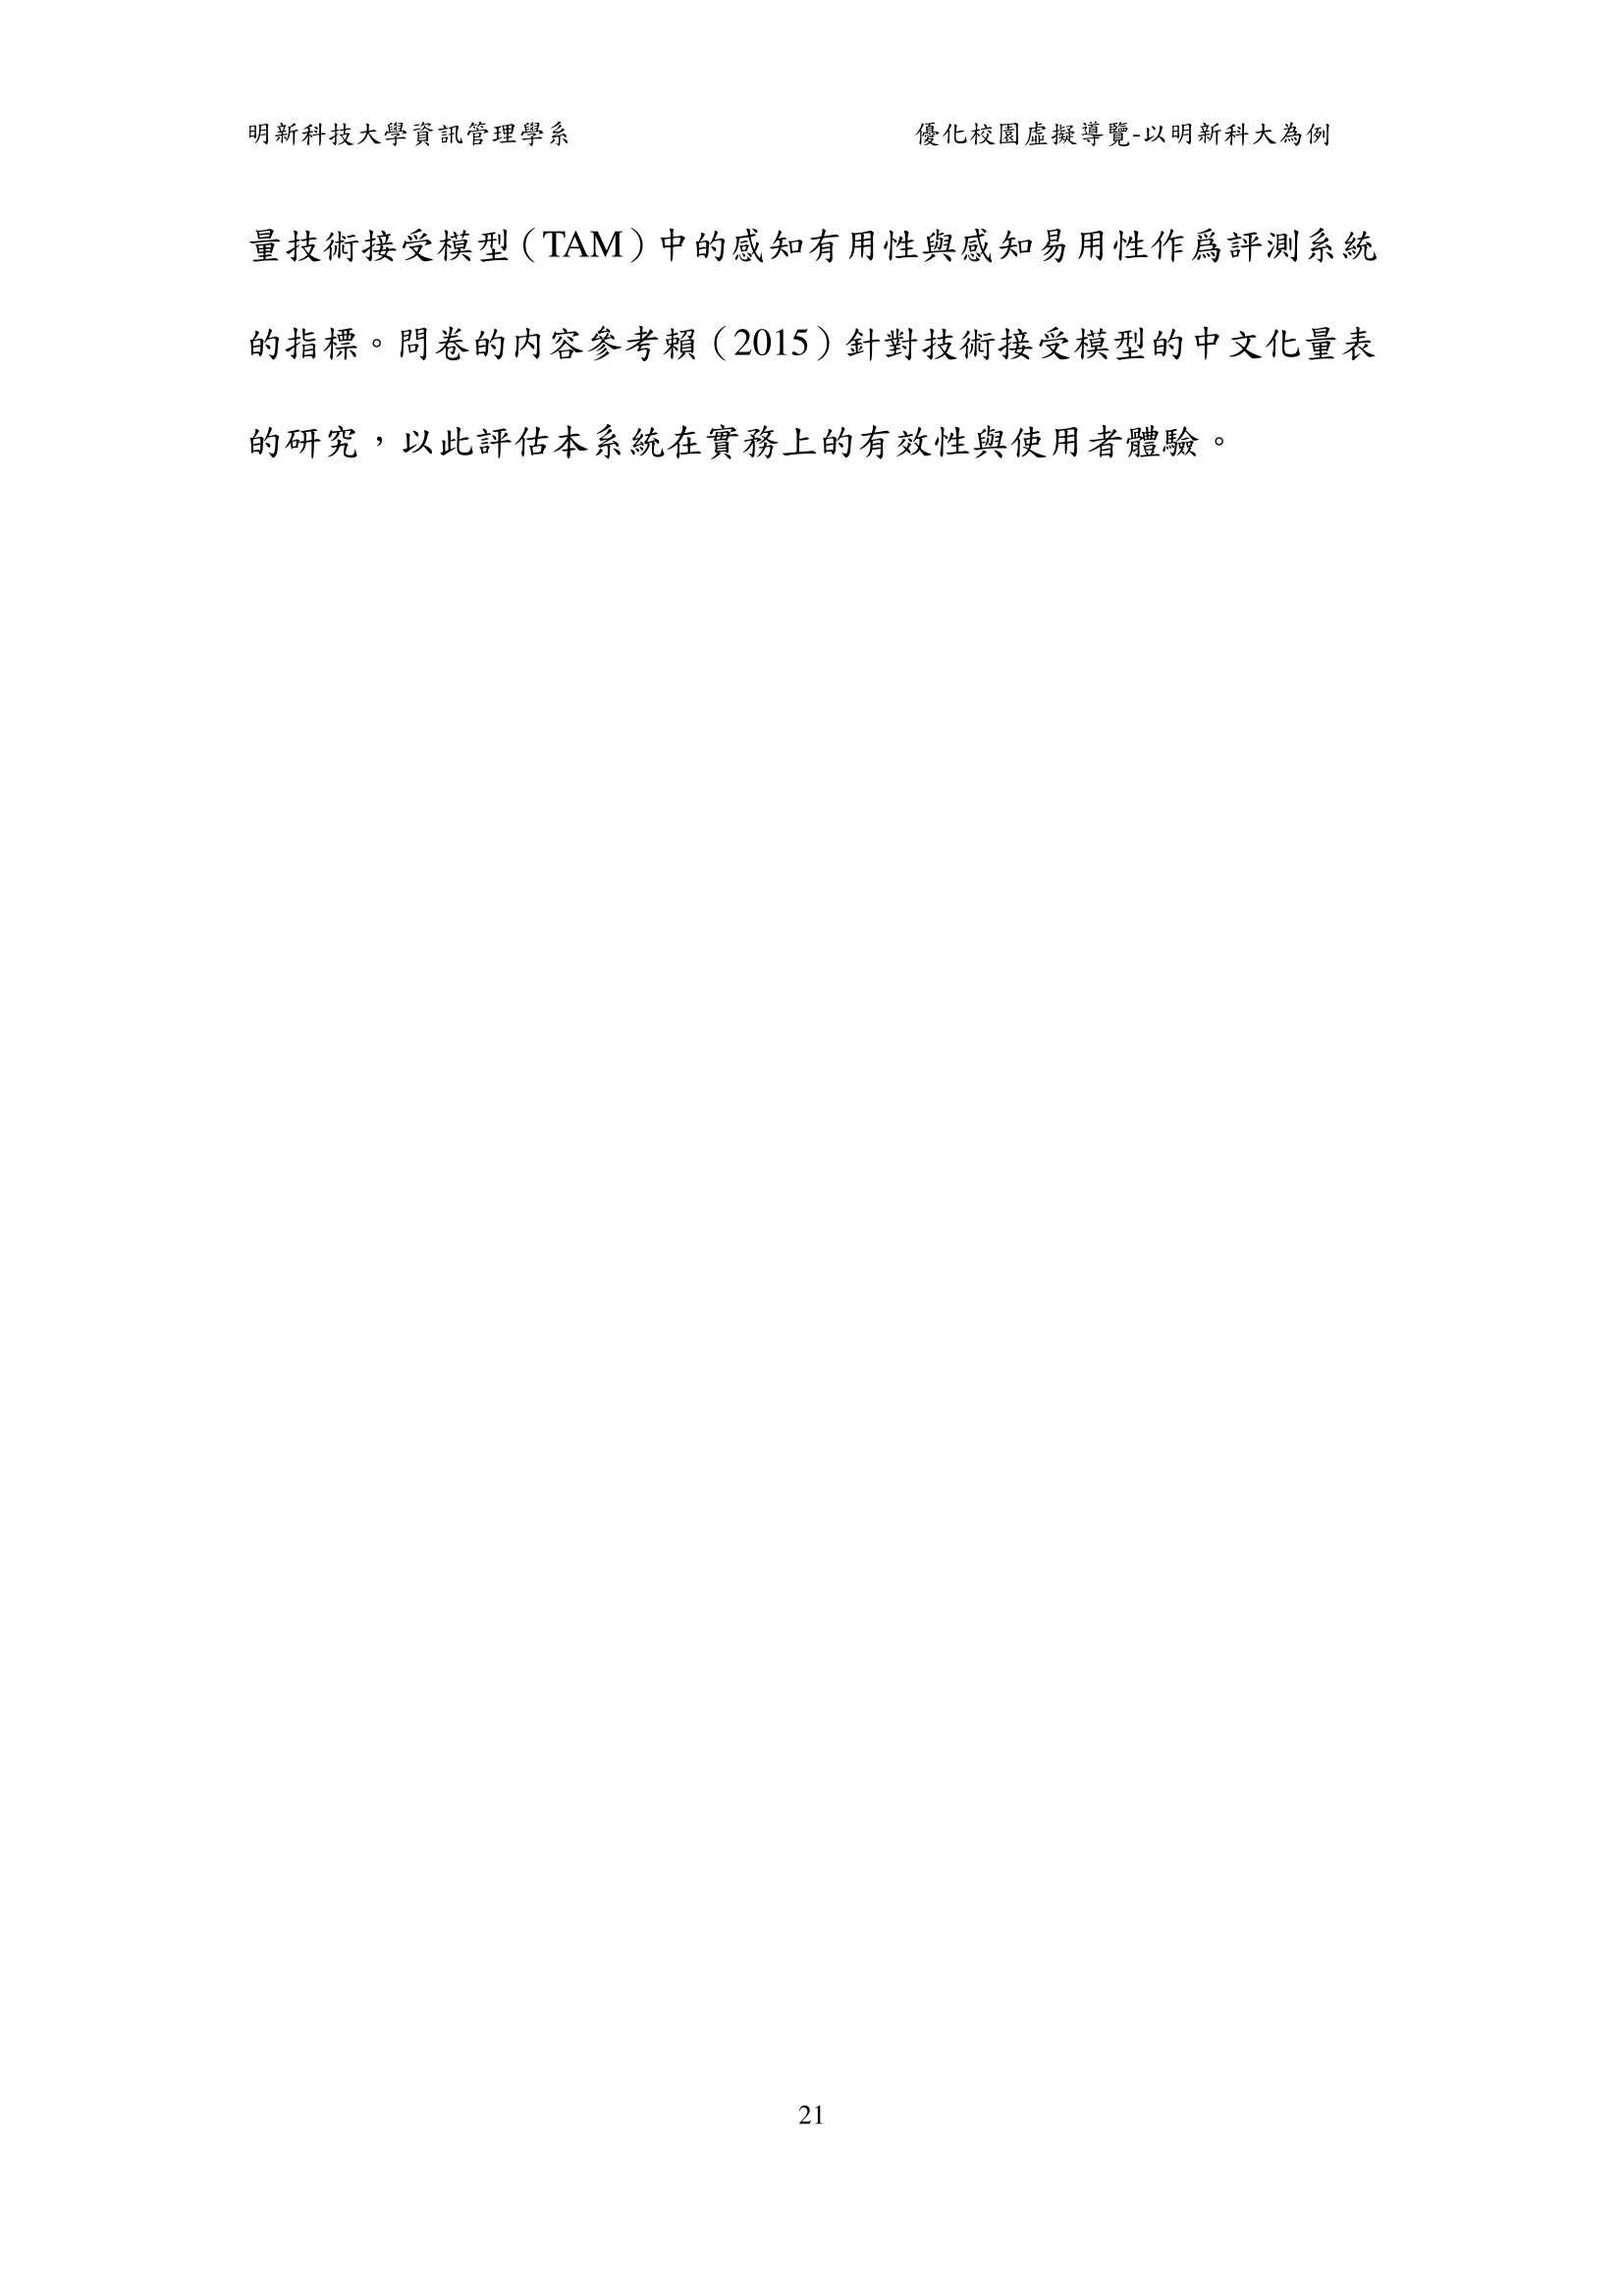 明新科技大學資訊管理學系 優化校園虛擬導覽-以明新科大為例
量技術接受模型（TAM）中的感知有用性與感知易用性作爲評測系統
的指標。問卷的內容參考賴（2015）針對技術接受模型的中文化量表
的研究，以此評估本系統在實務上的有效性與使用者體驗。
21